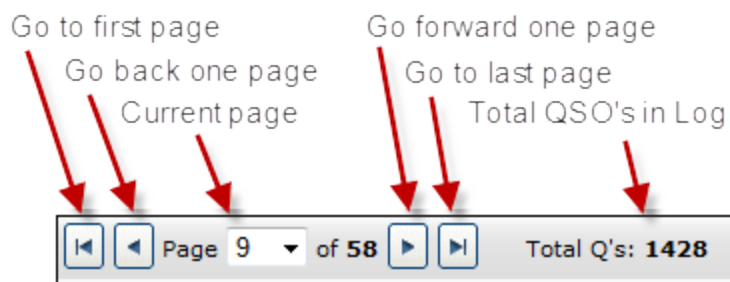 Go to first page
Go forward one page
Go back one page
Go to last page
Current page
Total QSO's in Log
Page 9 of 58
Total Q's: 1428